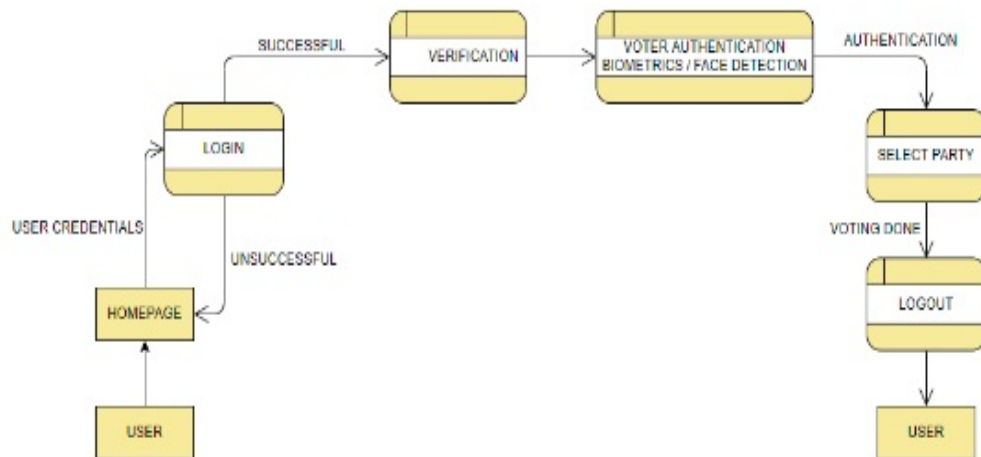 SUCCESSFUL
VERIFICATION
VOTER AUTHENTICATION
BIOMETRICS / FACE DETECTION
AUTHENTICATION
LOGIN
SELECT PARTY
USER CREDENTIALS
VOTING DONE
UNSUCCESSFUL
HOMEPAGE
LOGOUT
USER
USER